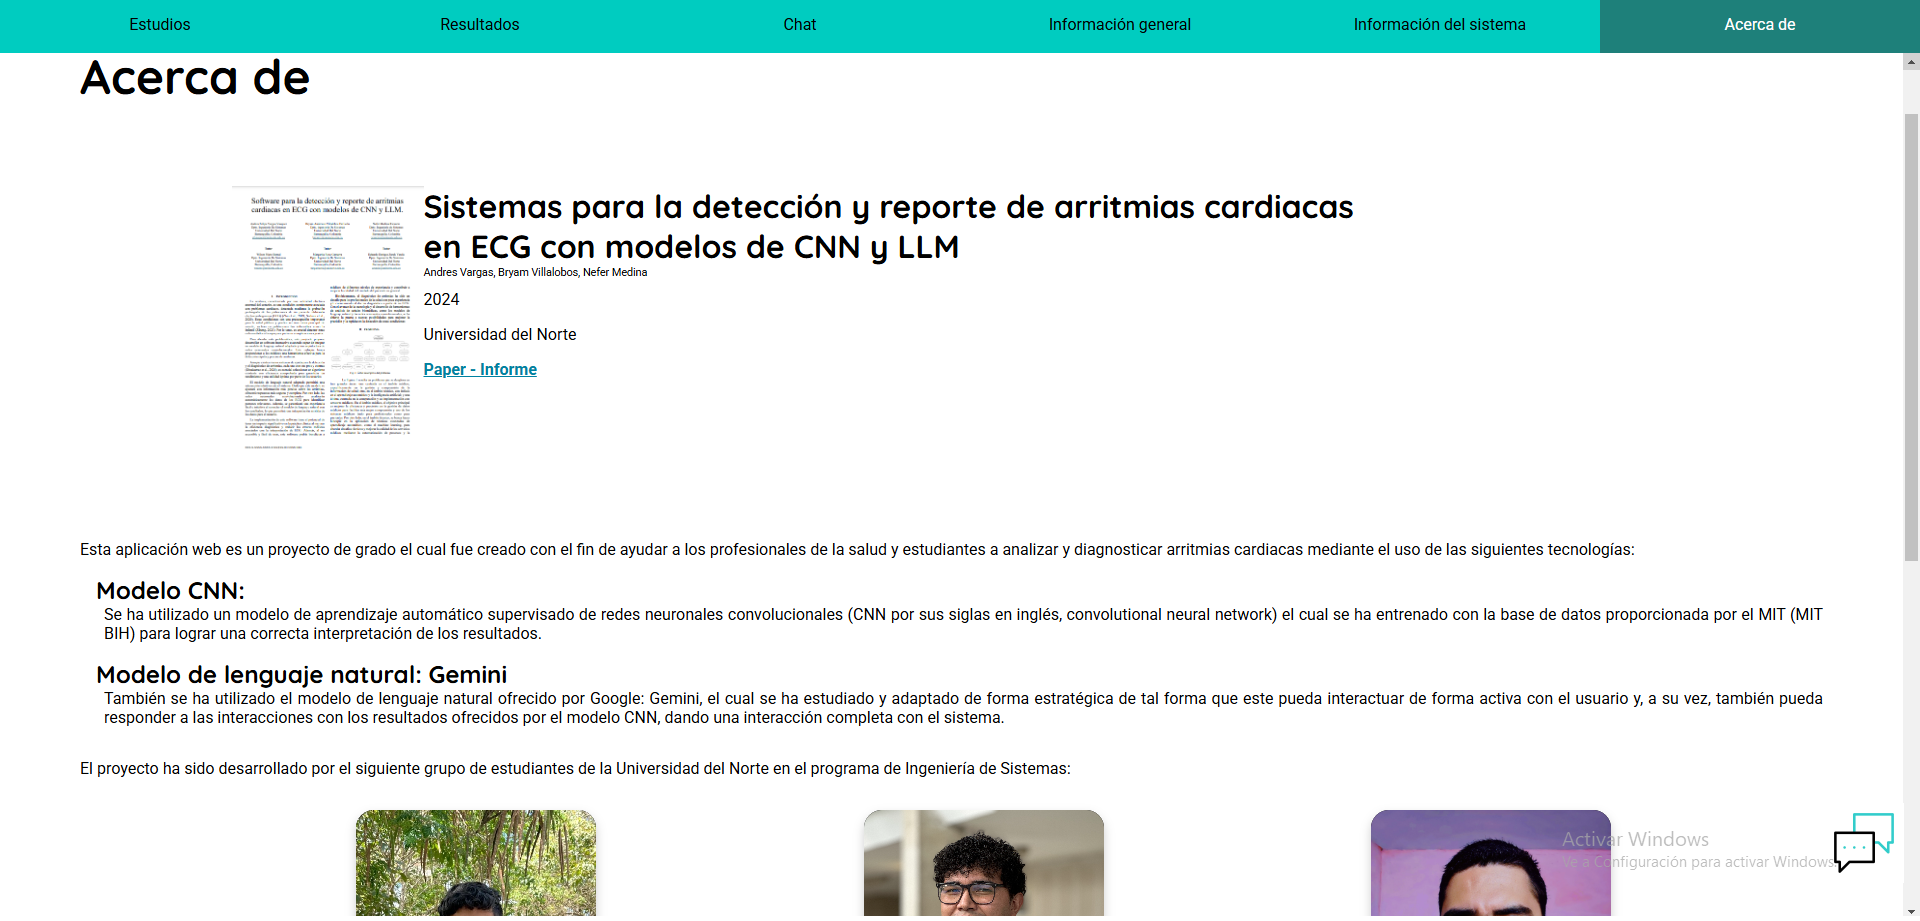 Estudios
Resultados
Chat
Información general
Información del sistema
Acerca de
Acerca de
Software para la detección y reporte de arritmias
cardiacas en ECG con modelos de CNN y LLM.
Sistemas para la detección y reporte de arritmias cardiacas
en ECG con modelos de CNN y LLM
Andres Vargas, Bryam Villalobos, Nefer Medina
2024
Universidad del Norte
Paper - Informe
Esta aplicación web es un proyecto de grado el cual fue creado con el fin de ayudar a los profesionales de la salud y estudiantes a analizar y diagnosticar arritmias cardiacas mediante el uso de las siguientes tecnologías:
Modelo CNN:
Se ha utilizado un modelo de aprendizaje automático supervisado de redes neuronales convolucionales (CNN por sus siglas en inglés, convolutional neural network) el cual se ha entrenado con la base de datos proporcionada por el MIT (MIT
BIH) para lograr una correcta interpretación de los resultados.
Modelo de lenguaje natural: Gemini
También se ha utilizado el modelo de lenguaje natural ofrecido por Google: Gemini, el cual se ha estudiado y adaptado de forma estratégica de tal forma que este pueda interactuar de forma activa con el usuario y, a su vez, también pueda
responder a las interacciones con los resultados ofrecidos por el modelo CNN, dando una interacción completa con el sistema.
El proyecto ha sido desarrollado por el siguiente grupo de estudiantes de la Universidad del Norte en el programa de Ingeniería de Sistemas:
Activar Windows
Ve a Configuración para activar Windows